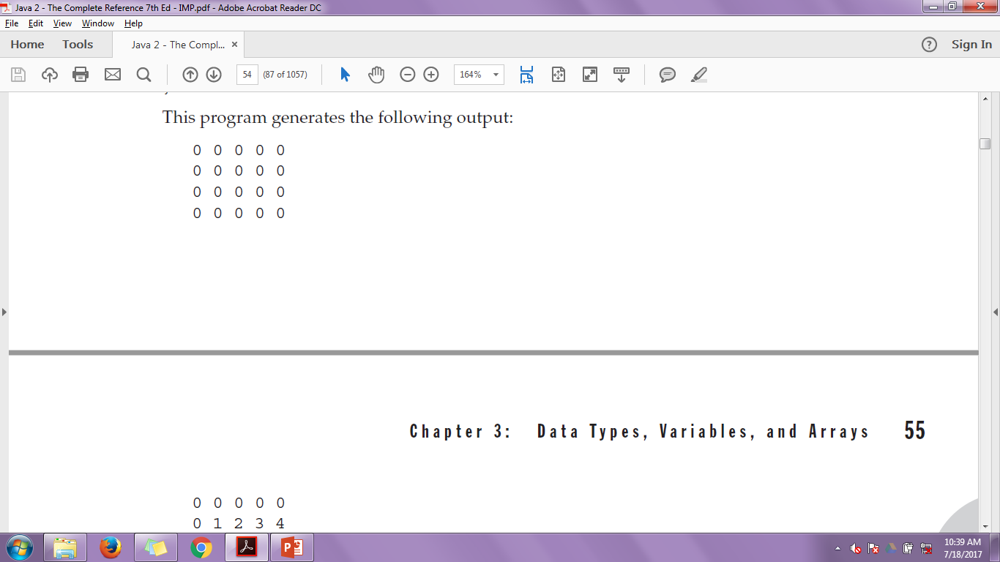 Java 2 - The Complete Reference 7th Ed - IMP.pdf - Adobe Acrobat Reader DC
File Edit View Window Help
Home Tools Java 2 - The Compl... × ? Sign In
54 (87 of 1057) 164%
This program generates the following output:
0 0 0 0 0
0 0 0 0 0
0 0 0 0 0
0 0 0 0 0
Chapter 3: Data Types, Variables, and Arrays 55
0 0 0 0 0
0 1 2 3 4
10:39 AM
7/18/2017